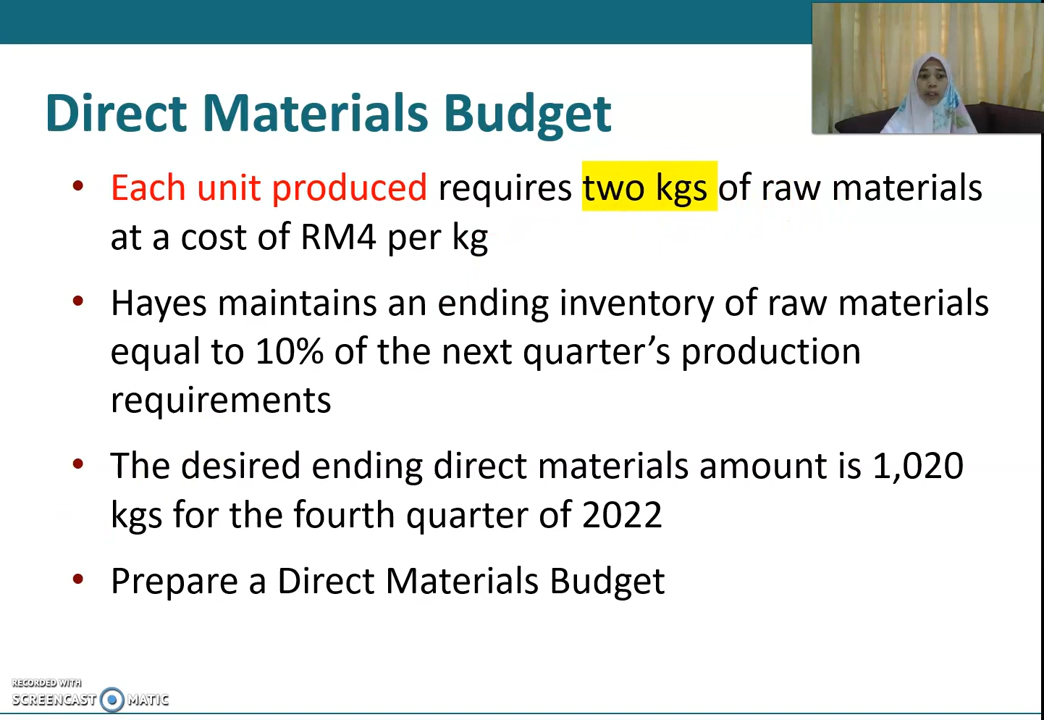 Direct Materials Budget
• Each unit produced requires two kgs of raw materials
at a cost of RM4 per kg
• Hayes maintains an ending inventory of raw materials
equal to 10% of the next quarter’s production
requirements
• The desired ending direct materials amount is 1,020
kgs for the fourth quarter of 2022
• Prepare a Direct Materials Budget
RECORDED WITH
SCREENCAST MATIC